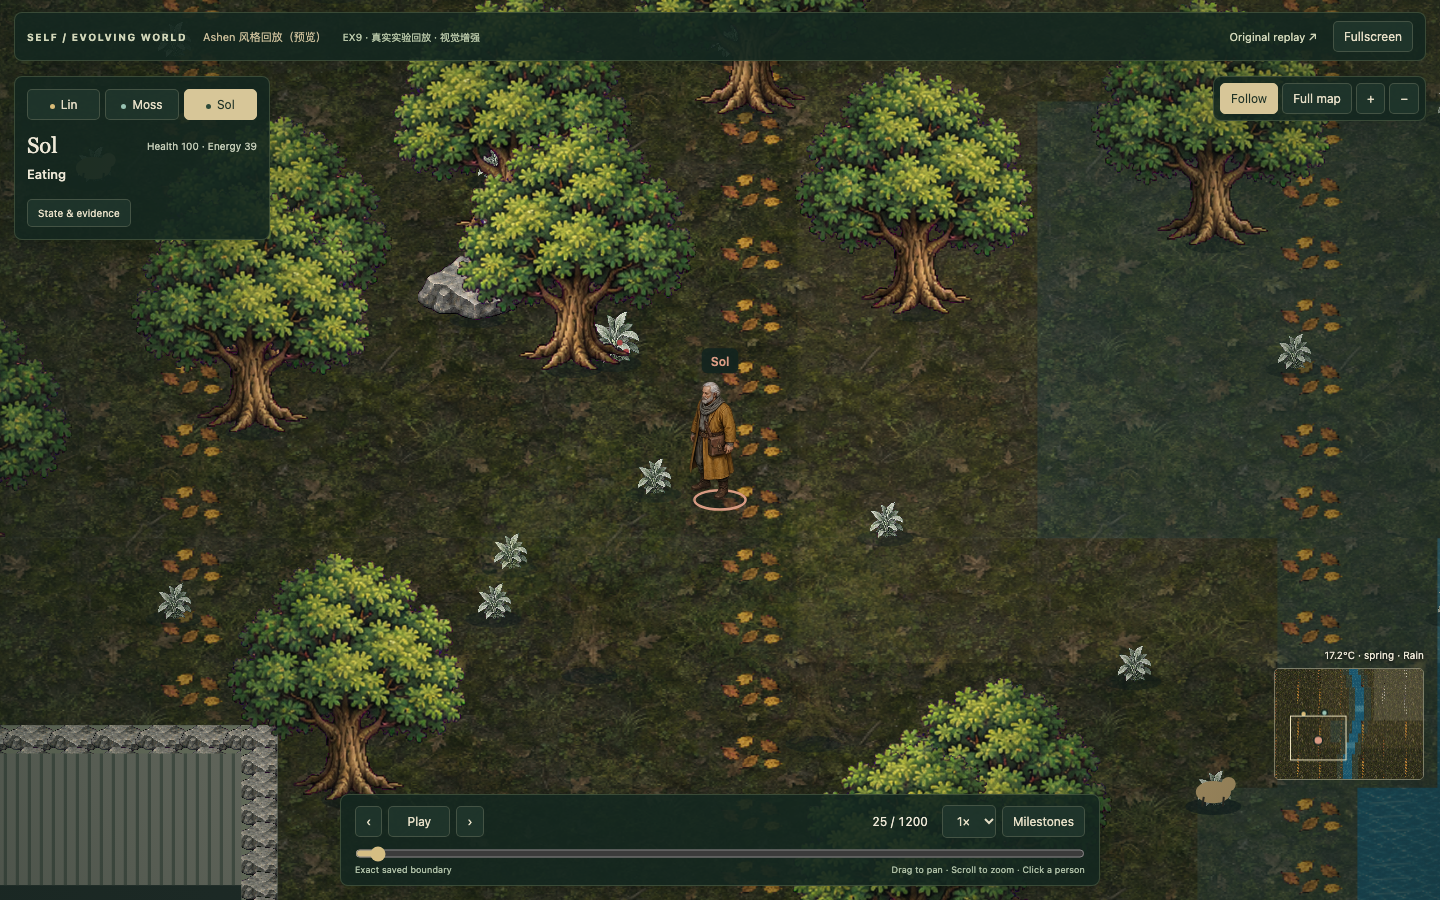 SELF / EVOLVING WORLD
Ashen 风格回放（预览）
EX9 · 真实实验回放 · 视觉增强
Original replay ↗
Fullscreen
Lin
Moss
Sol
Sol
Health 100 · Energy 39
Eating
State & evidence
Follow
Full map
+
−
Sol
17.2°C · spring · Rain
‹
Play
›
25 / 1200
1×
Milestones
Exact saved boundary
Drag to pan · Scroll to zoom · Click a person